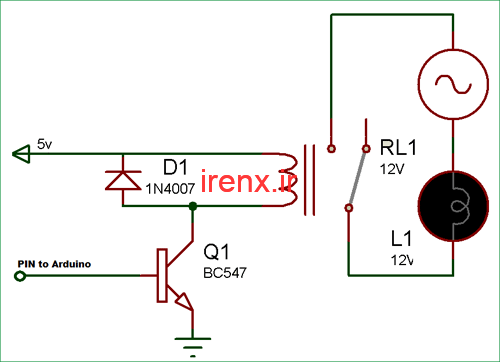 5v
D1
1N4007
irenx.ir
RL1
12V
PIN to Arduino
Q1
BC547
L1
12V